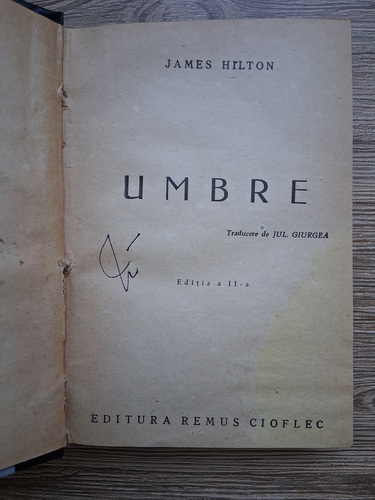 JAMES HILTON
UMBRE
Traducere de JUL. GIURGEA
Ediția a II-a
EDITURA REMUS CIOFLEC